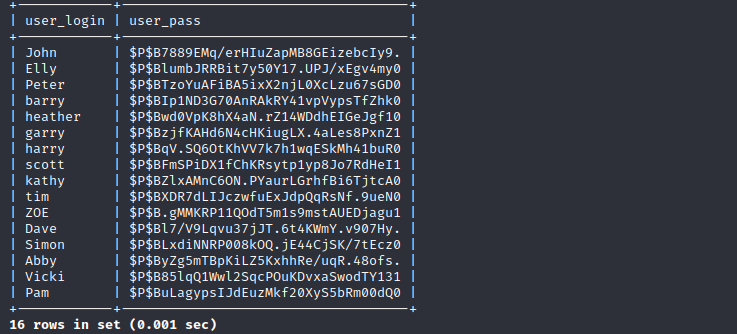 user_login | user_pass
John | $P$B7889EMq/erHIuZapMB8GEizebcIy9.
Elly | $P$BlumbJRRBit7y50Y17.UPJ/xEgv4my0
Peter | $P$BTzoYuAFiBA5ixX2njL0XcLzu67sGD0
barry | $P$BIp1ND3G70AnRAkRY41vpVypsTfZhk0
heather | $P$Bwd0VpK8hX4aN.rZ14WDdhEIGeJgf10
garry | $P$BzjfKAHd6N4cHKiugLX.4aLes8PxnZ1
harry | $P$BqV.SQ6OtKhVV7k7h1wqESkMh41buR0
scott | $P$BFmSPiDX1fChKRsytp1yp8Jo7RdHeI1
kathy | $P$BZlxAMnC6ON.PYaurLGrhfBi6TjtcA0
tim | $P$BXDR7dLIJczwfuExJdpQqRsNf.9ueN0
ZOE | $P$B.gMMKRP11QOdT5m1s9mstAUEDjagu1
Dave | $P$Bl7/V9Lqvu37jJT.6t4KWmY.v907Hy.
Simon | $P$BLxdiNNRP008kOQ.jE44CjSK/7tEcz0
Abby | $P$ByZg5mTBpKiLZ5KxhhRe/uqR.48ofs.
Vicki | $P$B85lqQ1Wwl2SqcPOuKDvxaSwodTY131
Pam | $P$BuLagypsIJdEuzMkf20XyS5bRm00dQ0
16 rows in set (0.001 sec)